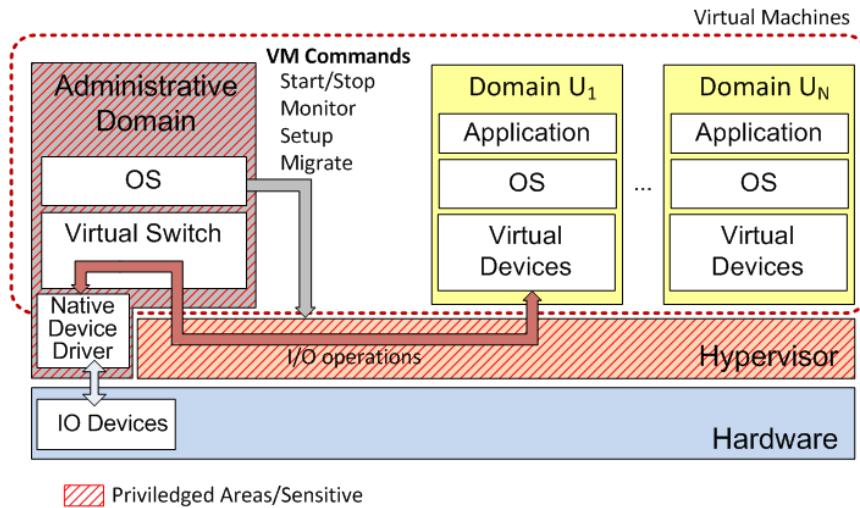 Virtual Machines
Administrative
Domain
OS
Virtual Switch
Native
Device
Driver
VM Commands
Start/Stop
Monitor
Setup
Migrate
Domain U₁
Application
OS
Virtual
Devices
...
Domain Uₙ
Application
OS
Virtual
Devices
I/O operations
Hypervisor
IO Devices
Hardware
Priviledged Areas/Sensitive